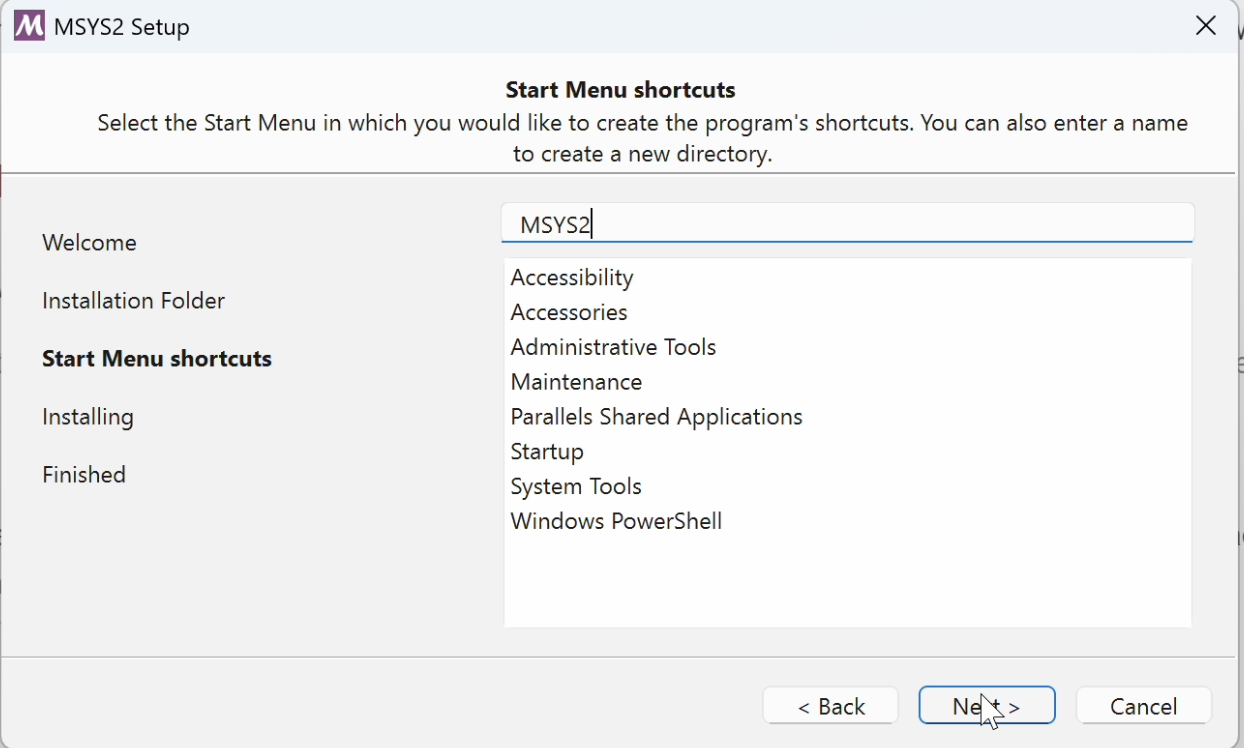 MSYS2 Setup
Start Menu shortcuts
Select the Start Menu in which you would like to create the program's shortcuts. You can also enter a name
to create a new directory.
Welcome
Installation Folder
Start Menu shortcuts
Installing
Finished
MSYS2
Accessibility
Accessories
Administrative Tools
Maintenance
Parallels Shared Applications
Startup
System Tools
Windows PowerShell
< Back
Next >
Cancel